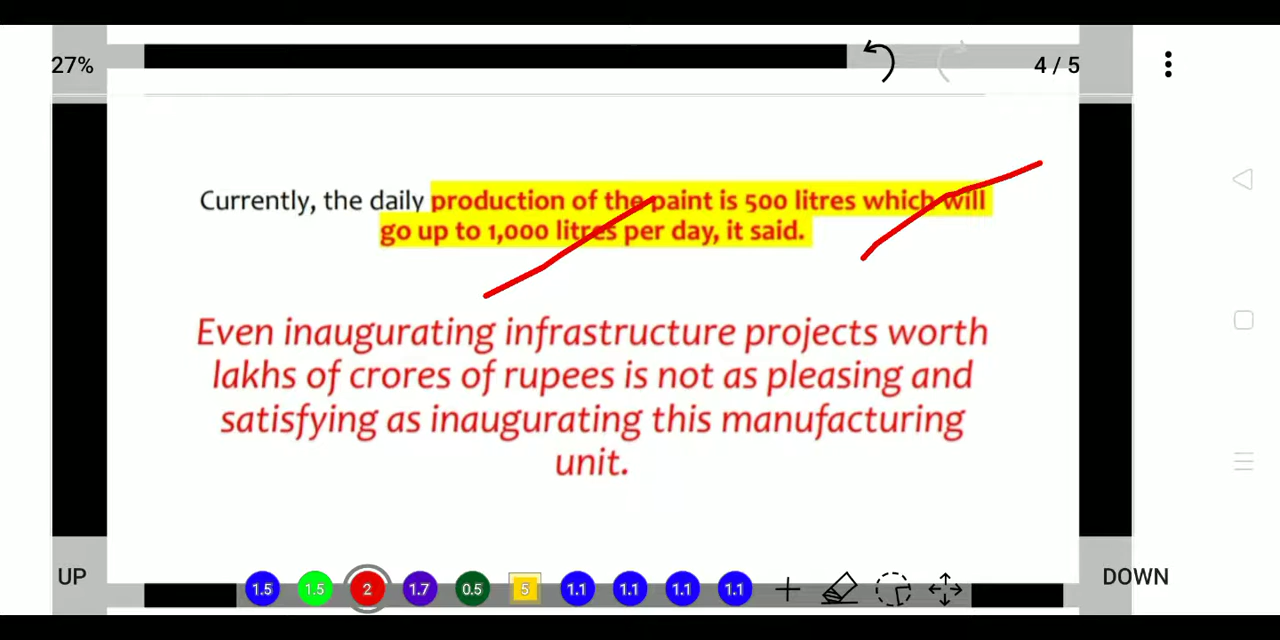 27%
4 / 5
Currently, the daily production of the paint is 500 litres which will
go up to 1,000 litres per day, it said.
Even inaugurating infrastructure projects worth
lakhs of crores of rupees is not as pleasing and
satisfying as inaugurating this manufacturing
unit.
UP
DOWN
1.5 1.5 2 1.7 0.5 5 1.1 1.1 1.1 1.1